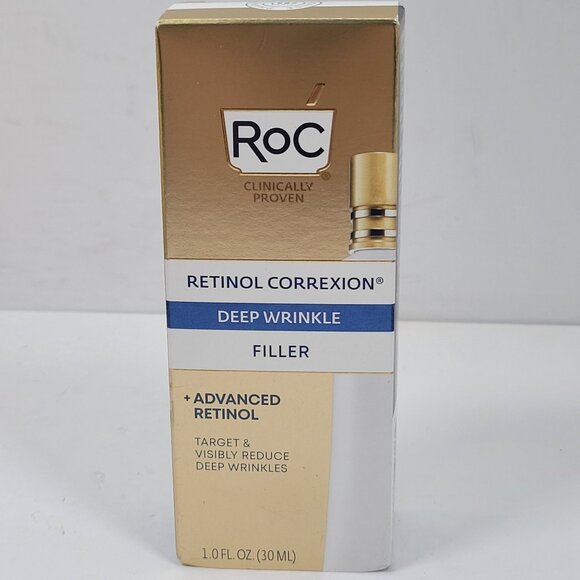 RoC®
CLINICALLY
PROVEN
RETINOL CORREXION®
DEEP WRINKLE
FILLER
+ ADVANCED
RETINOL
TARGET &
VISIBLY REDUCE
DEEP WRINKLES
1.0 FL. OZ. (30 ML)